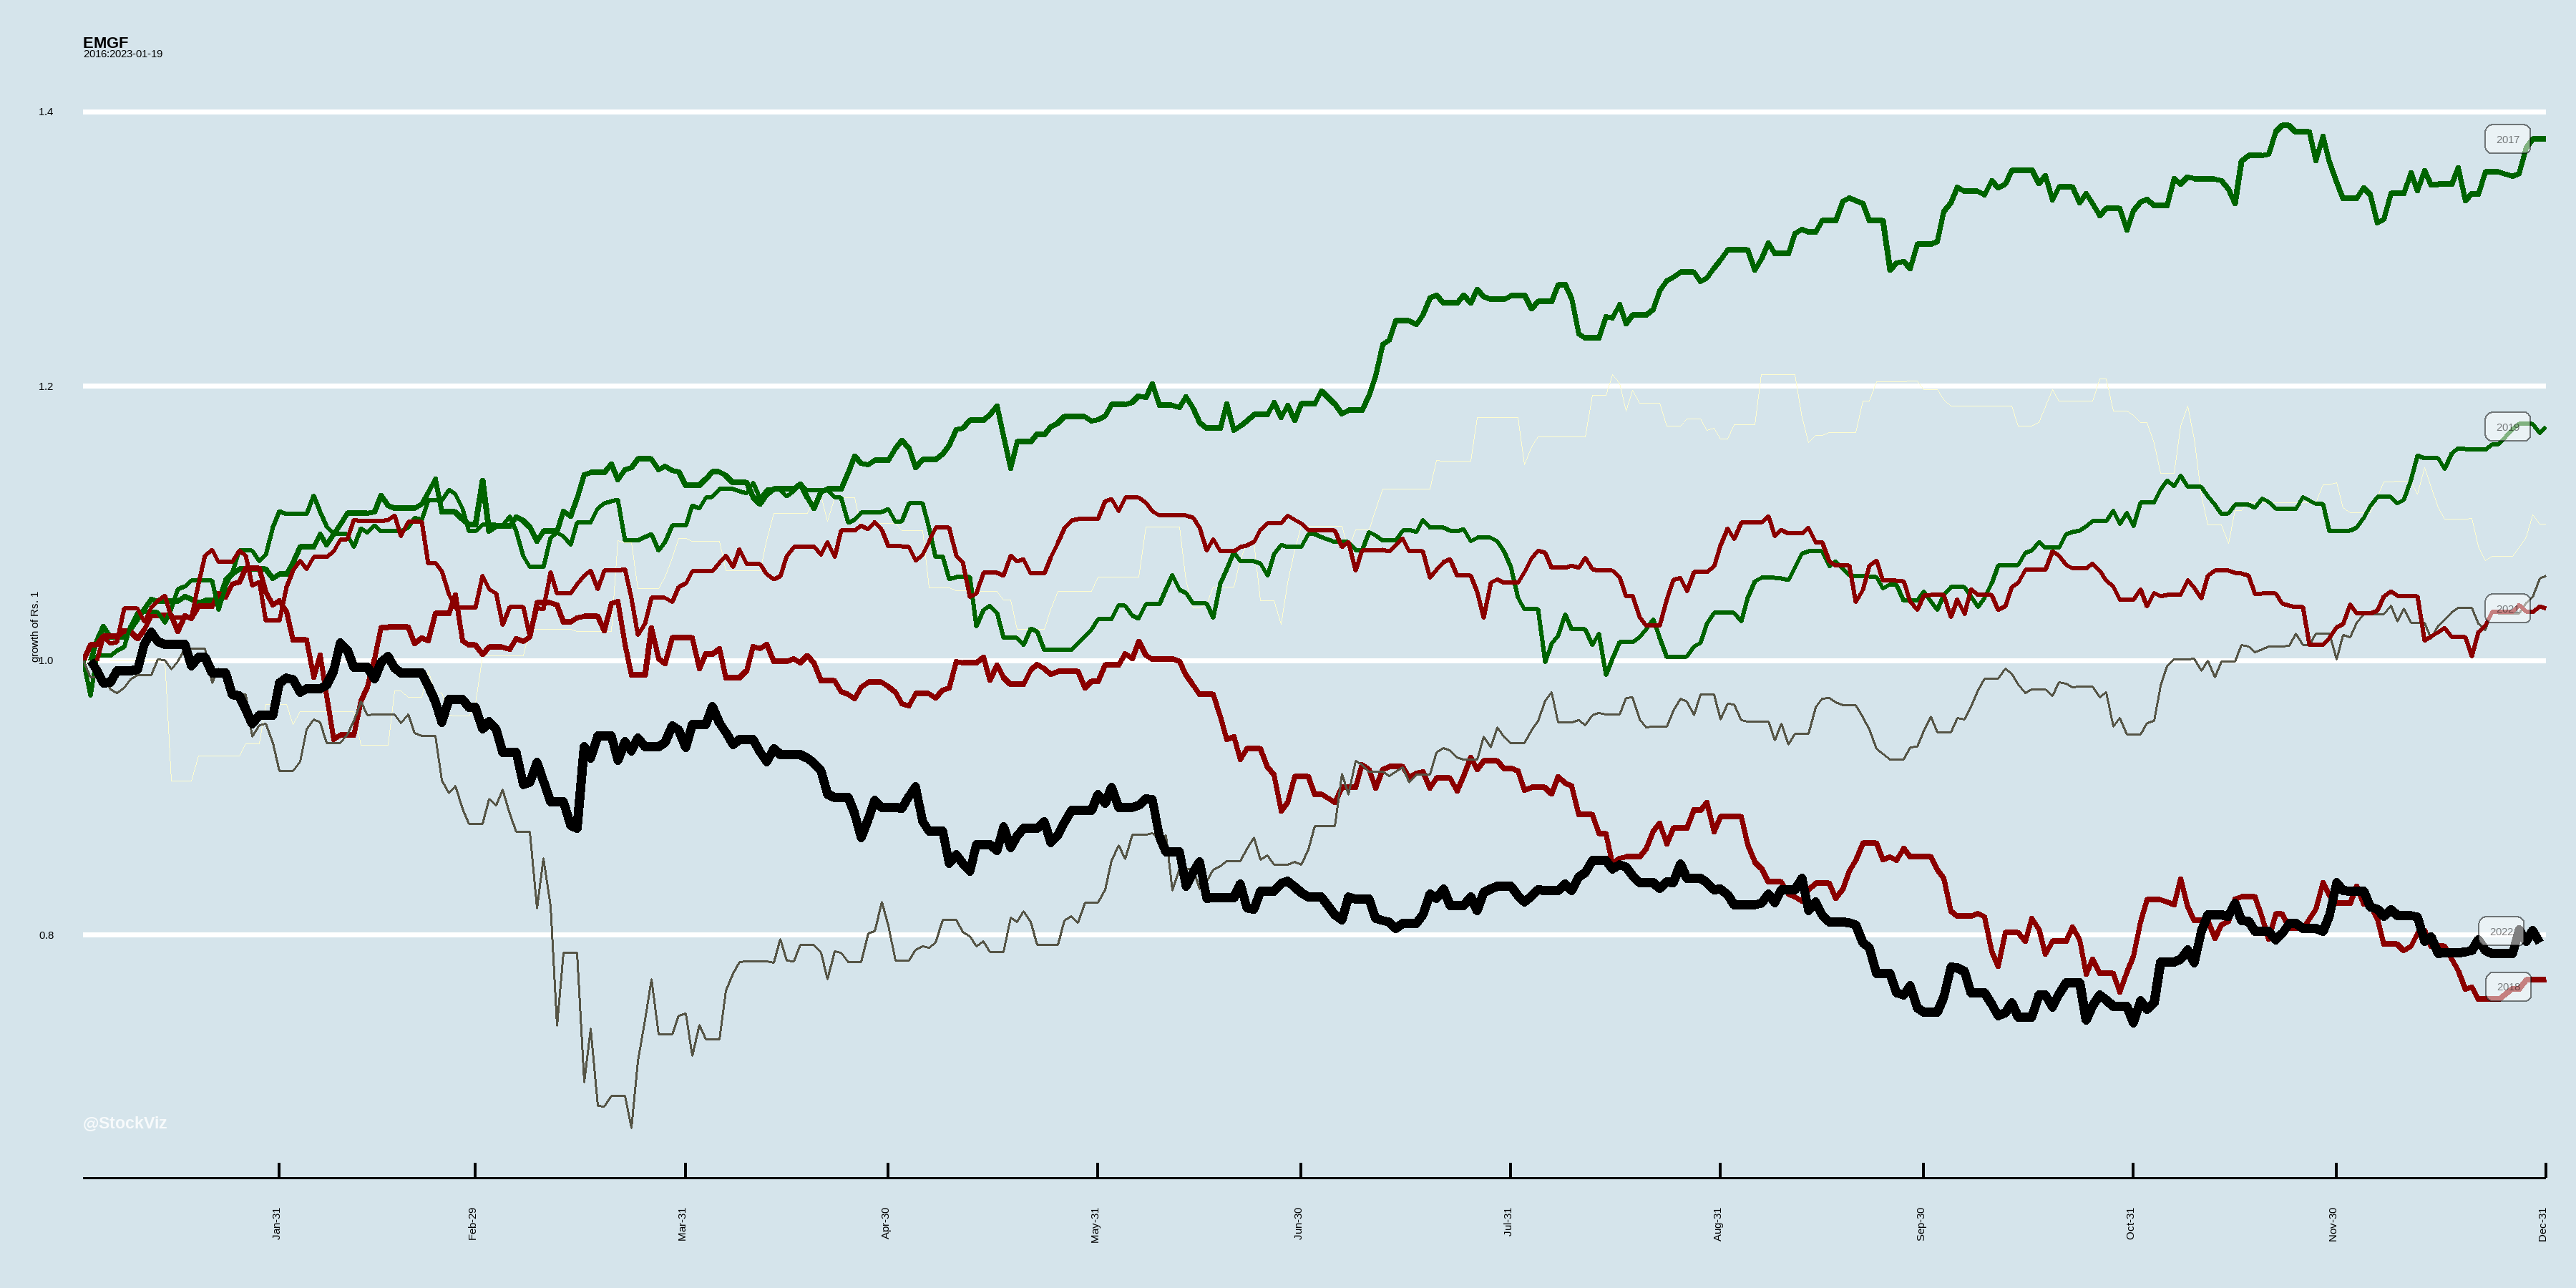 EMGF
2016:2023-01-19
1.4
2017
1.2
2019
growth of Rs. 1
1.0
2021
0.8
2022
2018
@StockViz
Jan-31
Feb-29
Mar-31
Apr-30
May-31
Jun-30
Jul-31
Aug-31
Sep-30
Oct-31
Nov-30
Dec-31